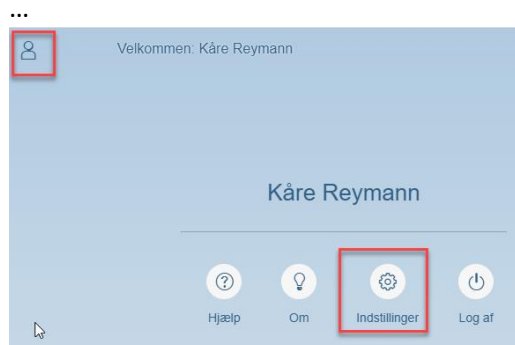 ...
Velkommen: Kåre Reymann
Kåre Reymann
Hjælp Om Indstillinger Log af